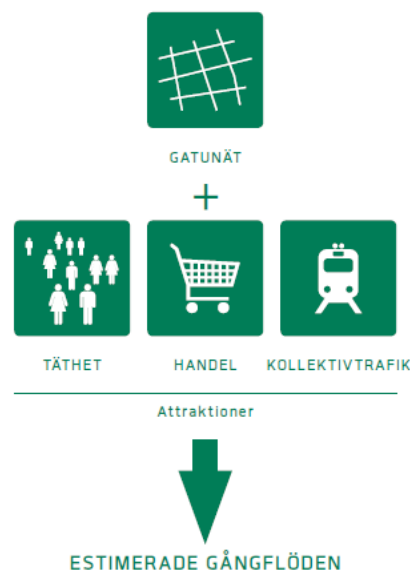 GATUNÄT
+
TÄTHET HANDEL KOLLEKTIVTRAFIK
Attraktioner
ESTIMERADE GÅNGFLÖDEN